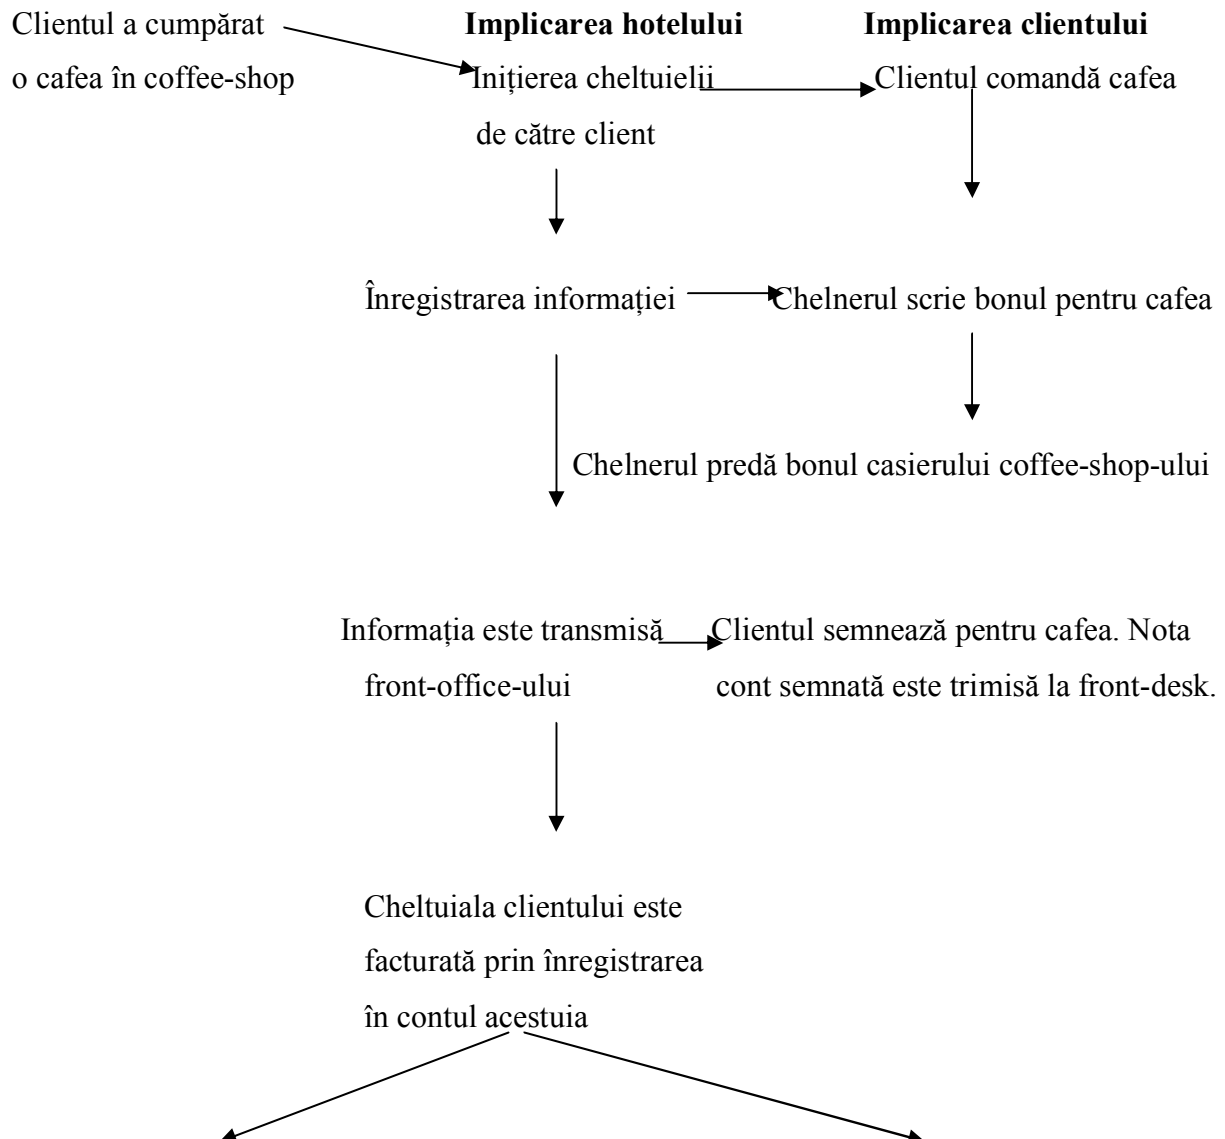 Clientul a cumpărat
Implicarea hotelului
Implicarea clientului
o cafea în coffee-shop
Inițierea cheltuielii
Clientul comandă cafea
de către client
Înregistrarea informației
Chelnerul scrie bonul pentru cafea
Chelnerul predă bonul casierului coffee-shop-ului
Informația este transmisă
Clientul semnează pentru cafea. Nota
front-office-ului
cont semnată este trimisă la front-desk.
Cheltuiala clientului este
facturată prin înregistrarea
în contul acestuia